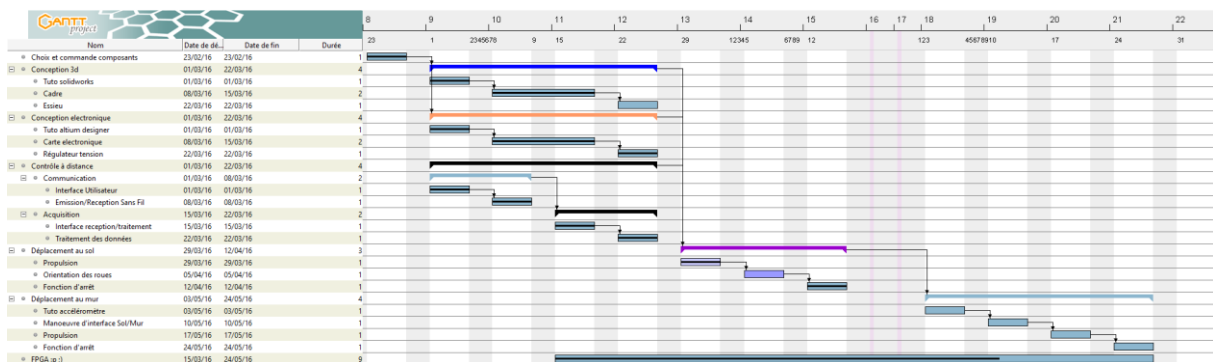 GANTT
project
8 9 10 11 12 13 14 15 16 17 18 19 20 21 22
Nom Date de dé... Date de fin Durée 23 1 2345678 9 15 22 29 12345 6789 12 123 45678910 17 24 31
Choix et commande composants 23/02/16 23/02/16 1
Conception 3d 01/03/16 22/03/16 4
Tuto solidworks 01/03/16 01/03/16 1
Cadre 08/03/16 15/03/16 2
Essieu 22/03/16 22/03/16 1
Conception electronique 01/03/16 22/03/16 4
Tuto altium designer 01/03/16 01/03/16 1
Carte electronique 08/03/16 15/03/16 2
Régulateur tension 22/03/16 22/03/16 1
Contrôle à distance 01/03/16 22/03/16 4
Communication 01/03/16 08/03/16 2
Interface Utilisateur 01/03/16 01/03/16 1
Emission/Reception Sans Fil 08/03/16 08/03/16 1
Acquisition 15/03/16 22/03/16 2
Interface reception/traitement 15/03/16 15/03/16 1
Traitement des données 22/03/16 22/03/16 1
Déplacement au sol 29/03/16 12/04/16 3
Propulsion 29/03/16 29/03/16 1
Orientation des roues 05/04/16 05/04/16 1
Fonction d'arrêt 12/04/16 12/04/16 1
Déplacement au mur 03/05/16 24/05/16 4
Tuto accéléromètre 03/05/16 03/05/16 1
Manoeuvre d'interface Sol/Mur 10/05/16 10/05/16 1
Propulsion 17/05/16 17/05/16 1
Fonction d'arrêt 24/05/16 24/05/16 1
FPGA :p :) 15/03/16 24/05/16 9